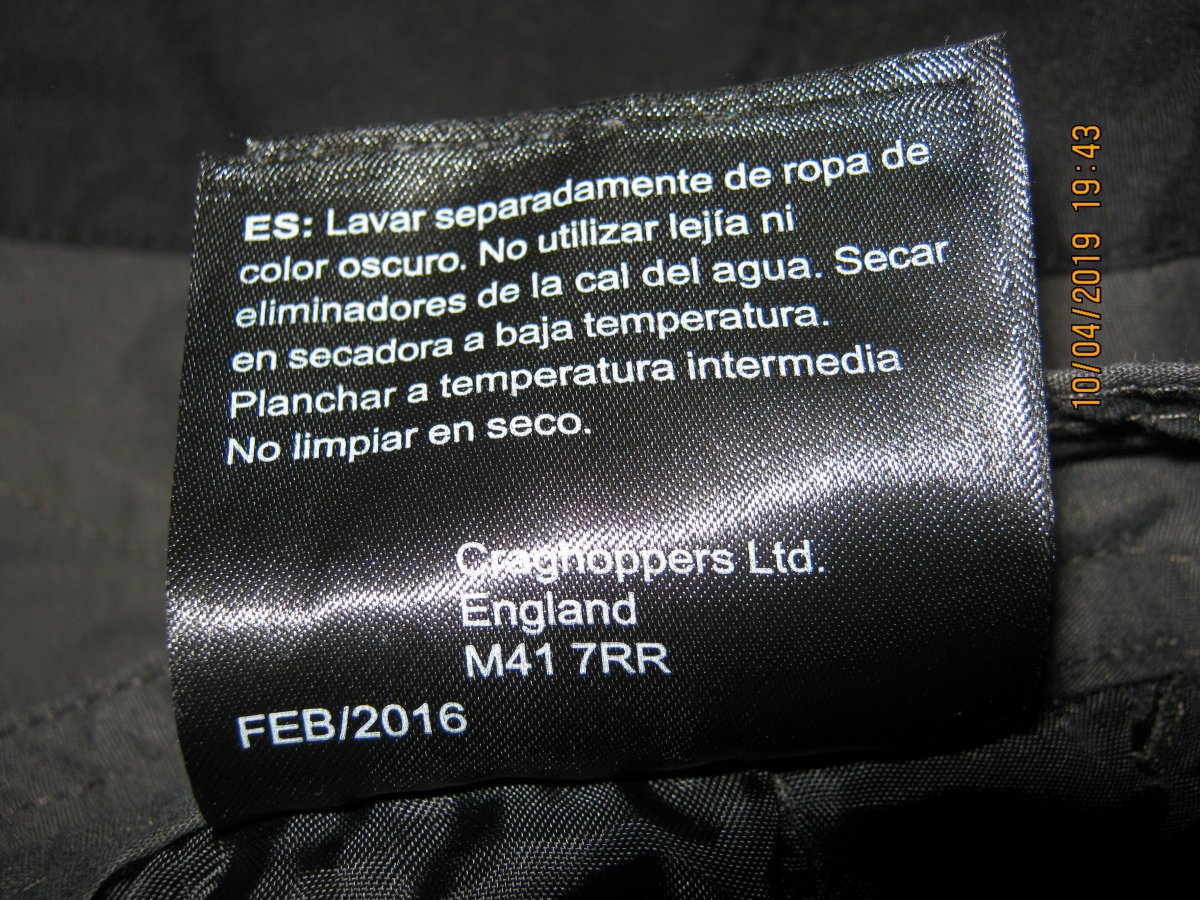 ES: Lavar separadamente de ropa de
color oscuro. No utilizar lejía ni
eliminadores de la cal del agua. Secar
en secadora a baja temperatura.
Planchar a temperatura intermedia
No limpiar en seco.
Craghoppers Ltd.
England
M41 7RR
FEB/2016
10/04/2019 19:43